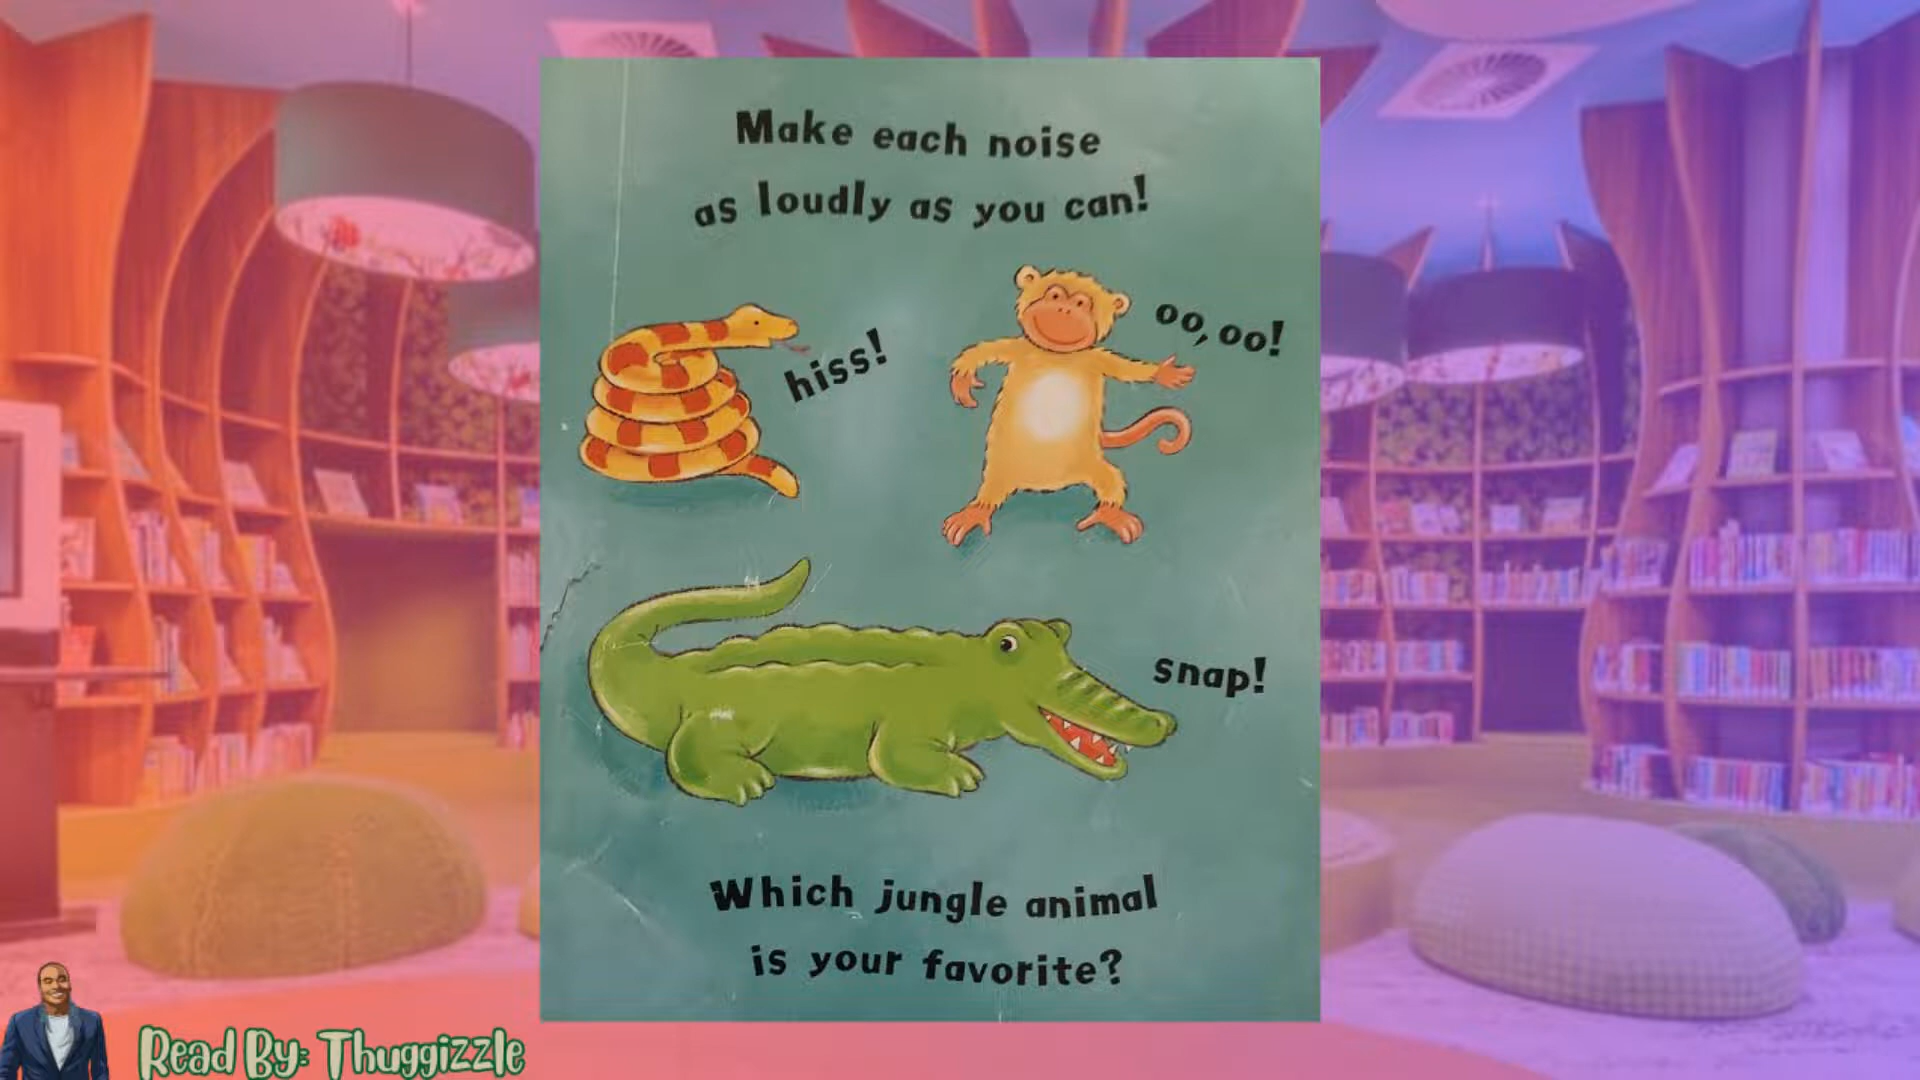 Make each noise
as loudly as you can!
hiss!
oo, oo!
snap!
Which jungle animal
is your favorite?
Read By: Thuggizzle